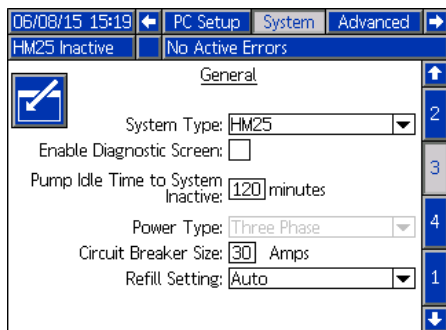 06/08/15 15:19 PC Setup System Advanced
HM25 Inactive No Active Errors
General
System Type: HM25
Enable Diagnostic Screen:
Pump Idle Time to System Inactive: 120 minutes
Power Type: Three Phase
Circuit Breaker Size: 30 Amps
Refill Setting: Auto
2
3
4
1